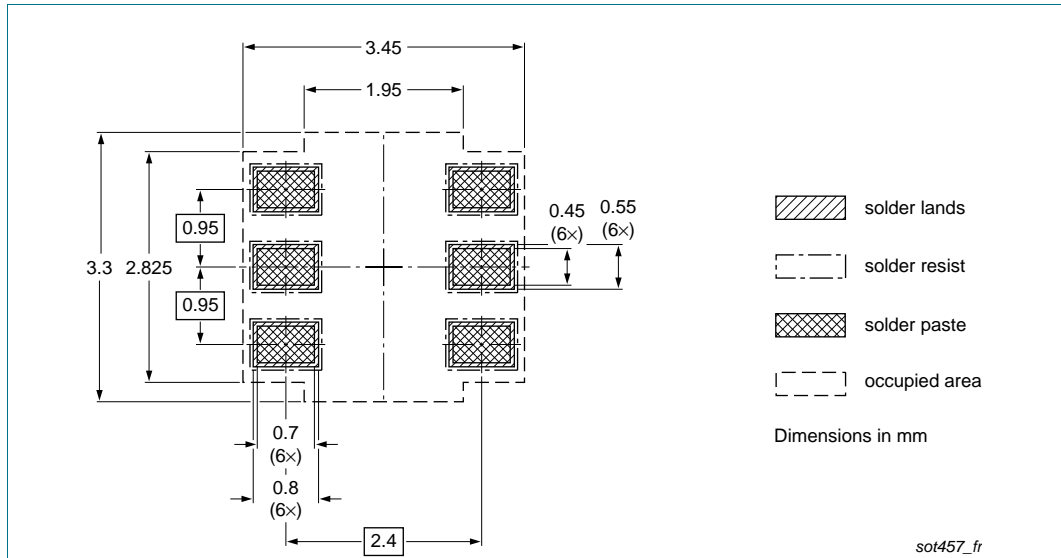 3.45
1.95
0.95
3.3
2.825
0.95
0.45
(6×)
0.55
(6×)
0.7
(6×)
0.8
(6×)
2.4
solder lands
solder resist
solder paste
occupied area
Dimensions in mm
sot457_fr